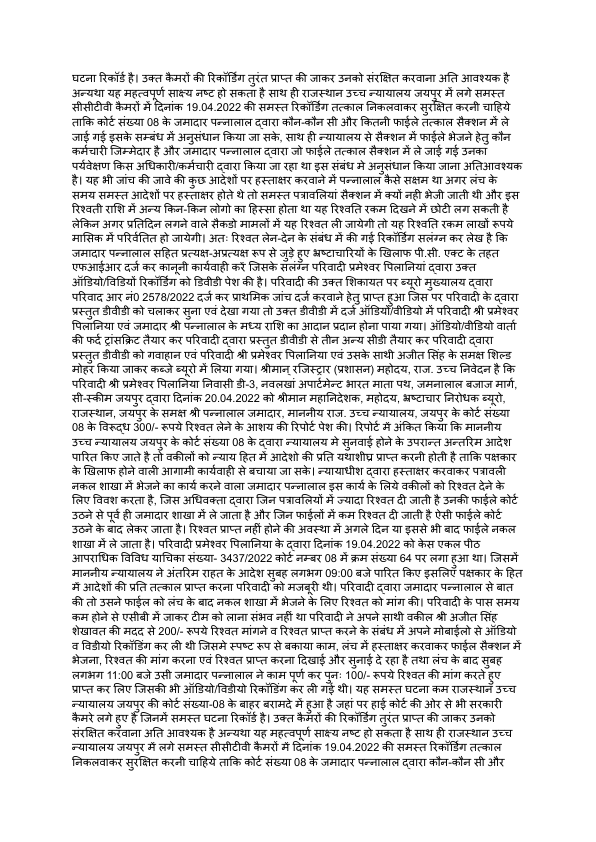 घटना रिकॉर्ड है। उक्त कैमरों की रिकॉर्डिंग तुरंत प्राप्त की जाकर उनको संरक्षित करवाना अति आवश्यक है
अन्यथा यह महत्वपूर्ण साक्ष्य नष्ट हो सकता है साथ ही राजस्थान उच्च न्यायालय जयपुर में लगे समस्त
सीसीटीवी कैमरों में दिनांक 19.04.2022 की समस्त रिकॉर्डिंग तत्काल निकलवाकर सुरक्षित करनी चाहिये
ताकि कोर्ट संख्या 08 के जमादार पन्नालाल द्वारा कौन-कौन सी और कितनी फाईले तत्काल सैक्शन में ले
जाई गई इसके सम्बंध में अनुसंधान किया जा सके, साथ ही न्यायालय से सैक्शन में फाईले भेजने हेतु कौन
कर्मचारी जिम्मेदार है और जमादार पन्नालाल द्वारा जो फाईले तत्काल सैक्शन में ले जाई गई उनका
पर्यवेक्षण किस अधिकारी/कर्मचारी द्वारा किया जा रहा था इस संबंध मे अनुसंधान किया जाना अतिआवश्यक
है। यह भी जांच की जावे की कुछ आदेशों पर हस्ताक्षर करवाने में पन्नालाल कैसे सक्षम था अगर लंच के
समय समस्त आदेशों पर हस्ताक्षर होते थे तो समस्त पत्रावलियां सैक्शन में क्यों नही भेजी जाती थी और इस
रिश्वती राशि में अन्य किन-किन लोगो का हिस्सा होता था यह रिश्वति रकम दिखने में छोटी लग सकती है
लेकिन अगर प्रतिदिन लगने वाले सैकडो मामलों में यह रिश्वत ली जायेगी तो यह रिश्वति रकम लाखों रूपये
मासिक में परिर्वतित हो जायेगी। अतः रिश्वत लेन-देन के संबंध में की गई रिकॉर्डिंग सलंग्न कर लेख है कि
जमादार पन्नालाल सहित प्रत्यक्ष-अप्रत्यक्ष रूप से जुडे हुए भ्रष्टाचारियों के खिलाफ पी.सी. एक्ट के तहत
एफआईआर दर्ज कर कानूनी कार्यवाही करे जिसके संलग्न परिवादी प्रमेश्वर पिलानियां द्वारा उक्त
ऑडियो/विडियों रिकॉर्डिंग को डिवीडी पेश की है। परिवादी की उक्त शिकायत पर ब्यूरो मुख्यालय द्वारा
परिवाद आर नं0 2578/2022 दर्ज कर प्राथमिक जांच दर्ज करवाने हेतु प्राप्त हुआ जिस पर परिवादी के द्वारा
प्रस्तुत डीवीडी को चलाकर सुना एवं देखा गया तो उक्त डीवीडी में दर्ज ऑडियो/वीडियो में परिवादी श्री प्रमेश्वर
पिलानिया एवं जमादार श्री पन्नालाल के मध्य राशि का आदान प्रदान होना पाया गया। ऑडियो/वीडियो वार्ता
की फर्द ट्रांसक्रिट तैयार कर परिवादी द्वारा प्रस्तुत डीवीडी से तीन अन्य सीडी तैयार कर परिवादी द्वारा
प्रस्तुत डीवीडी को गवाहान एवं परिवादी श्री प्रमेश्वर पिलानिया एवं उसके साथी अजीत सिंह के समक्ष शिल्ड
मोहर किया जाकर कब्जे ब्यूरो में लिया गया। श्रीमान् रजिस्ट्रार (प्रशासन) महोदय, राज. उच्च निवेदन है कि
परिवादी श्री प्रमेश्वर पिलानिया निवासी डी-3, नवलखां अपार्टमेन्ट भारत माता पथ, जमनालाल बजाज मार्ग,
सी-स्कीम जयपुर द्वारा दिनांक 20.04.2022 को श्रीमान महानिदेशक, महोदय, भ्रष्टाचार निरोधक ब्यूरो,
राजस्थान, जयपुर के समक्ष श्री पन्नालाल जमादार, माननीय राज. उच्च न्यायालय, जयपुर के कोर्ट संख्या
08 के विरुद्ध 300/- रूपये रिश्वत लेने के आशय की रिपोर्ट पेश की। रिपोर्ट में अंकित किया कि माननीय
उच्च न्यायालय जयपुर के कोर्ट संख्या 08 के द्वारा न्यायालय मे सुनवाई होने के उपरान्त अन्तरिम आदेश
पारित किए जाते है तो वकीलों को न्याय हित में आदेशो की प्रति यथाशीघ्र प्राप्त करनी होती है ताकि पक्षकार
के खिलाफ होने वाली आगामी कार्यवाही से बचाया जा सके। न्यायाधीश द्वारा हस्ताक्षर करवाकर पत्रावली
नकल शाखा में भेजने का कार्य करने वाला जमादार पन्नालाल इस कार्य के लिये वकीलों को रिश्वत देने के
लिए विवश करता है, जिस अधिवक्ता द्वारा जिन पत्रावलियों में ज्यादा रिश्वत दी जाती है उनकी फाईले कोर्ट
उठने से पूर्व ही जमादार शाखा में ले जाता है और जिन फाईलों में कम रिश्वत दी जाती है ऐसी फाईले कोर्ट
उठने के बाद लेकर जाता है। रिश्वत प्राप्त नहीं होने की अवस्था में अगले दिन या इससे भी बाद फाईले नकल
शाखा में ले जाता है। परिवादी प्रमेश्वर पिलानिया के द्वारा दिनांक 19.04.2022 को केस एकल पीठ
आपराधिक विविध याचिका संख्या- 3437/2022 कोर्ट नम्बर 08 में क्रम संख्या 64 पर लगा हुआ था। जिसमें
माननीय न्यायालय ने अंतरिम राहत के आदेश सुबह लगभग 09:00 बजे पारित किए इसलिए पक्षकार के हित
में आदेशों की प्रति तत्काल प्राप्त करना परिवादी को मजबूरी थी। परिवादी द्वारा जमादार पन्नालाल से बात
की तो उसने फाईल को लंच के बाद नकल शाखा में भेजने के लिए रिश्वत को मांग की। परिवादी के पास समय
कम होने से एसीबी में जाकर टीम को लाना संभव नहीं था परिवादी ने अपने साथी वकील श्री अजीत सिंह
शेखावत की मदद से 200/- रूपये रिश्वत मांगने व रिश्वत प्राप्त करने के संबंध में अपने मोबाईलो से ऑडियो
व विडीयो रिकॉर्डिंग कर ली थी जिसमे स्पष्ट रूप से बकाया काम, लंच में हस्ताक्षर करवाकर फाईल सैक्शन में
भेजना, रिश्वत की मांग करना एवं रिश्वत प्राप्त करना दिखाई और सुनाई दे रहा है तथा लंच के बाद सुबह
लगभग 11:00 बजे उसी जमादार पन्नालाल ने काम पूर्ण कर पुनः 100/- रूपये रिश्वत की मांग करते हुए
प्राप्त कर लिए जिसकी भी ऑडियो/विडीयो रिकॉर्डिंग कर ली गई थी। यह समस्त घटना कम राजस्थान उच्च
न्यायालय जयपुर की कोर्ट संख्या-08 के बाहर बरामदे में हुआ है जहां पर हाई कोर्ट की ओर से भी सरकारी
कैमरे लगे हुए है जिनमें समस्त घटना रिकॉर्ड है। उक्त कैमरों की रिकॉर्डिंग तुरंत प्राप्त की जाकर उनको
संरक्षित करवाना अति आवश्यक है अन्यथा यह महत्वपूर्ण साक्ष्य नष्ट हो सकता है साथ ही राजस्थान उच्च
न्यायालय जयपुर में लगे समस्त सीसीटीवी कैमरों में दिनांक 19.04.2022 की समस्त रिकॉर्डिंग तत्काल
निकलवाकर सुरक्षित करनी चाहिये ताकि कोर्ट संख्या 08 के जमादार पन्नालाल द्वारा कौन-कौन सी और